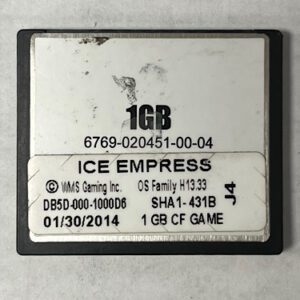 1GB
6769-020451-00-04
ICE EMPRESS
© WMS Gaming Inc. OS Family H13.33
DB5D-000-1000D6 SHA1- 431B
01/30/2014 1 GB CF GAME
J4